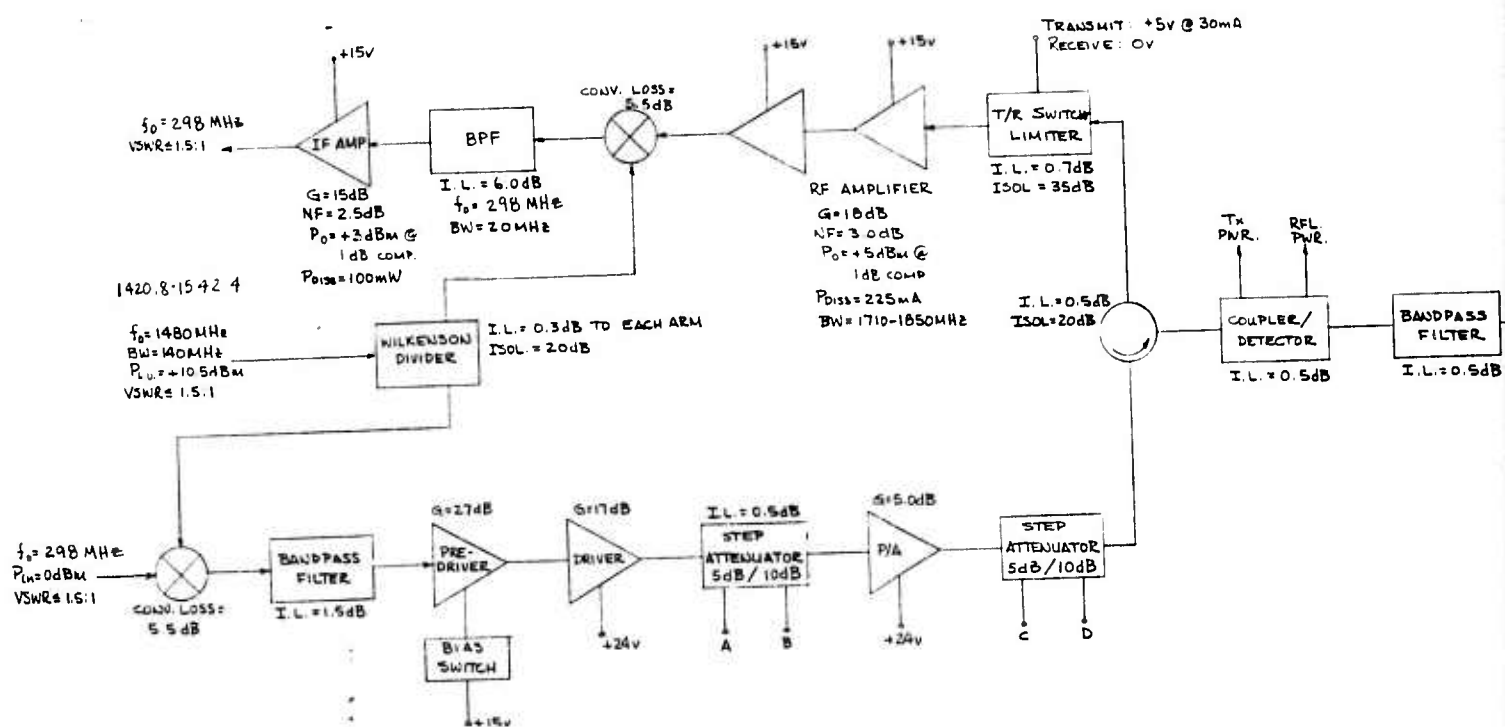 TRANSMIT: +5V @ 30mA
RECEIVE: 0V
+15V
+15V
+15V
CONV. LOSS=
5.5dB
f₀=298 MHz
VSWR≤1.5:1
IF AMP
BPF
T/R SWITCH
LIMITER
G=15dB
NF=2.5dB
P₀=+3dBm @
1dB COMP.
PDISS=100mW
I.L.=6.0dB
f₀=298 MHz
BW=20MHz
RF AMPLIFIER
G=18dB
NF=3.0dB
P₀=+5dBm @
1dB COMP
PDISS=225mA
BW=1710-1850MHz
I.L.=0.7dB
ISOL=35dB
Tx
PWR.
RFL.
PWR.
1420.8-1542 4
f₀=1480MHz
BW=140MHz
=+10.5dBm
VSWR≤1.5:1
WILKENSON
DIVIDER
I.L.=0.3dB TO EACH ARM
ISOL.=20dB
I.L.=0.5dB
ISOL=20dB
COUPLER/
DETECTOR
I.L.=0.5dB
BANDPASS
FILTER
I.L.=0.5dB
f₀=298 MHz
PIN=0dBm
VSWR≤1.5:1
CONV. LOSS=
5.5dB
BANDPASS
FILTER
I.L.=1.5dB
G=27dB
PRE-
DRIVER
BIAS
SWITCH
+15V
G=17dB
DRIVER
+24V
I.L.=0.5dB
STEP
ATTENUATOR
5dB/10dB
A
B
G=5.0dB
P/A
+24V
STEP
ATTENUATOR
5dB/10dB
C
D